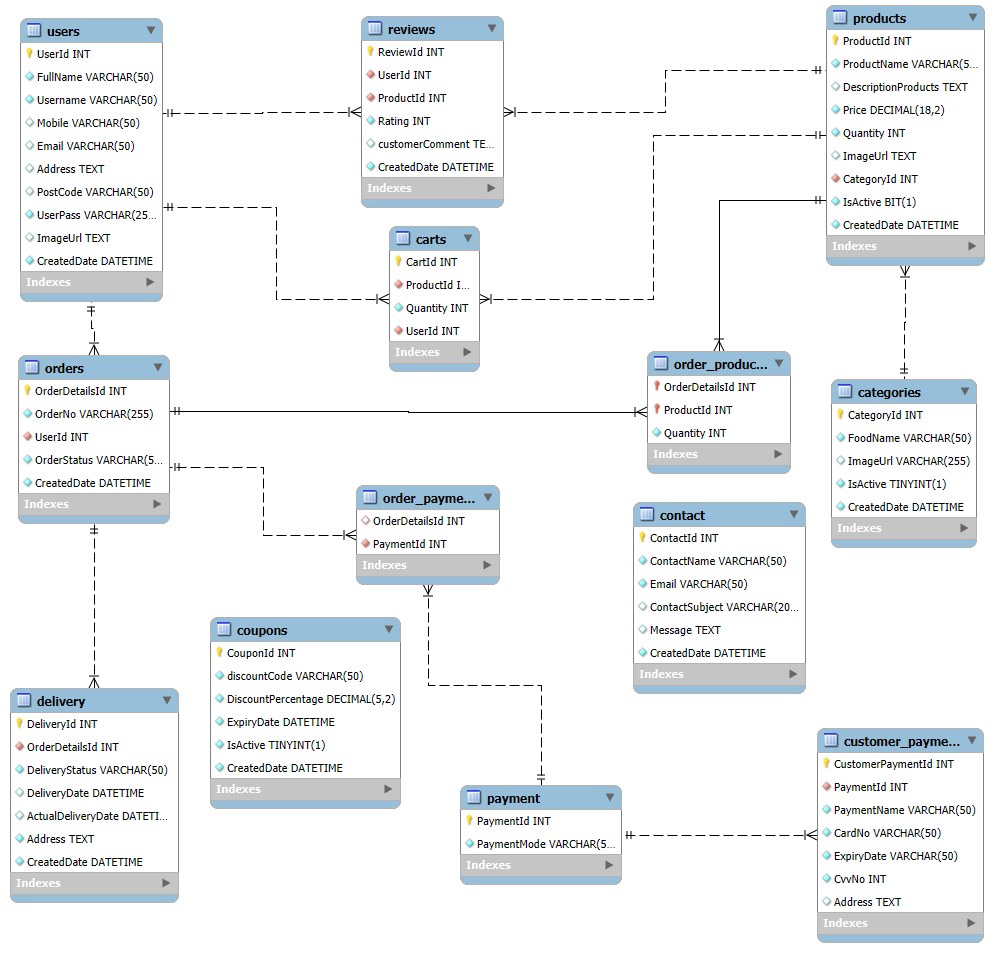 users
UserId INT
FullName VARCHAR(50)
Username VARCHAR(50)
Mobile VARCHAR(50)
Email VARCHAR(50)
Address TEXT
PostCode VARCHAR(50)
UserPass VARCHAR(25...
ImageUrl TEXT
CreatedDate DATETIME
Indexes
reviews
ReviewId INT
UserId INT
ProductId INT
Rating INT
customerComment TE...
CreatedDate DATETIME
Indexes
products
ProductId INT
ProductName VARCHAR(5...
DescriptionProducts TEXT
Price DECIMAL(18,2)
Quantity INT
ImageUrl TEXT
CategoryId INT
IsActive BIT(1)
CreatedDate DATETIME
Indexes
carts
CartId INT
ProductId I...
Quantity INT
UserId INT
Indexes
orders
OrderDetailsId INT
OrderNo VARCHAR(255)
UserId INT
OrderStatus VARCHAR(5...
CreatedDate DATETIME
Indexes
order_produc...
OrderDetailsId INT
ProductId INT
Quantity INT
Indexes
categories
CategoryId INT
FoodName VARCHAR(50)
ImageUrl VARCHAR(255)
IsActive TINYINT(1)
CreatedDate DATETIME
Indexes
order_payme...
OrderDetailsId INT
PaymentId INT
Indexes
contact
ContactId INT
ContactName VARCHAR(50)
Email VARCHAR(50)
ContactSubject VARCHAR(20...
Message TEXT
CreatedDate DATETIME
Indexes
coupons
CouponId INT
discountCode VARCHAR(50)
DiscountPercentage DECIMAL(5,2)
ExpiryDate DATETIME
IsActive TINYINT(1)
CreatedDate DATETIME
Indexes
delivery
DeliveryId INT
OrderDetailsId INT
DeliveryStatus VARCHAR(50)
DeliveryDate DATETIME
ActualDeliveryDate DATETI...
Address TEXT
CreatedDate DATETIME
Indexes
payment
PaymentId INT
PaymentMode VARCHAR(5...
Indexes
customer_payme...
CustomerPaymentId INT
PaymentId INT
PaymentName VARCHAR(50)
CardNo VARCHAR(50)
ExpiryDate VARCHAR(50)
CvvNo INT
Address TEXT
Indexes